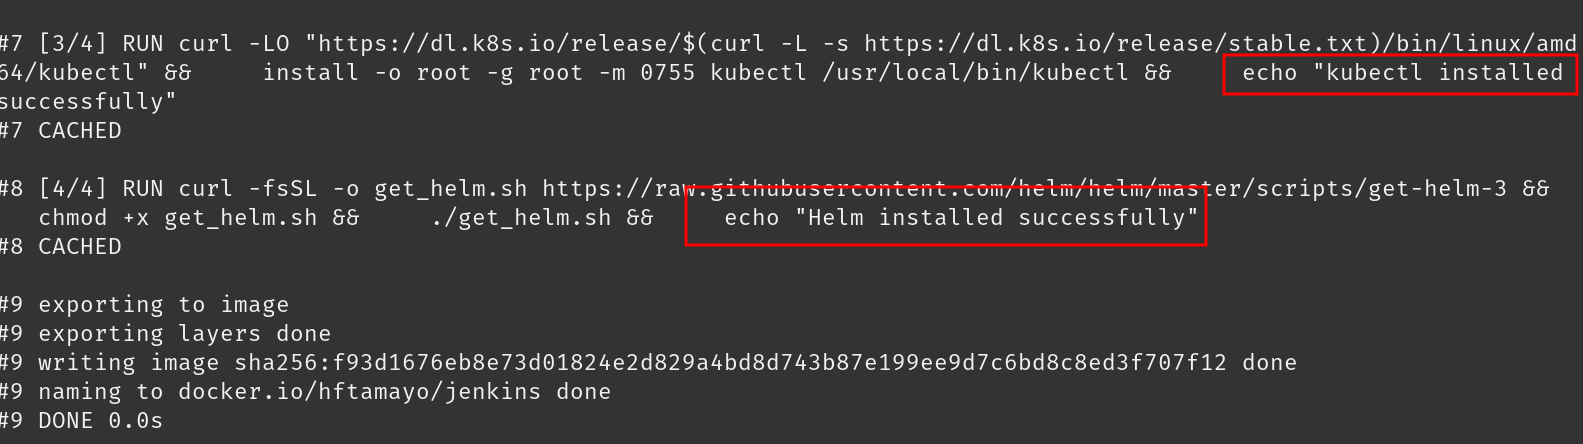 #7 [3/4] RUN curl -LO "https://dl.k8s.io/release/$(curl -L -s https://dl.k8s.io/release/stable.txt)/bin/linux/amd
64/kubectl" &&     install -o root -g root -m 0755 kubectl /usr/local/bin/kubectl &&     echo "kubectl installed
successfully"
#7 CACHED
#8 [4/4] RUN curl -fsSL -o get_helm.sh https://raw.githubusercontent.com/helm/helm/master/scripts/get-helm-3 &&
   chmod +x get_helm.sh &&     ./get_helm.sh &&     echo "Helm installed successfully"
#8 CACHED
#9 exporting to image
#9 exporting layers done
#9 writing image sha256:f93d1676eb8e73d01824e2d829a4bd8d743b87e199ee9d7c6bd8c8ed3f707f12 done
#9 naming to docker.io/hftamayo/jenkins done
#9 DONE 0.0s